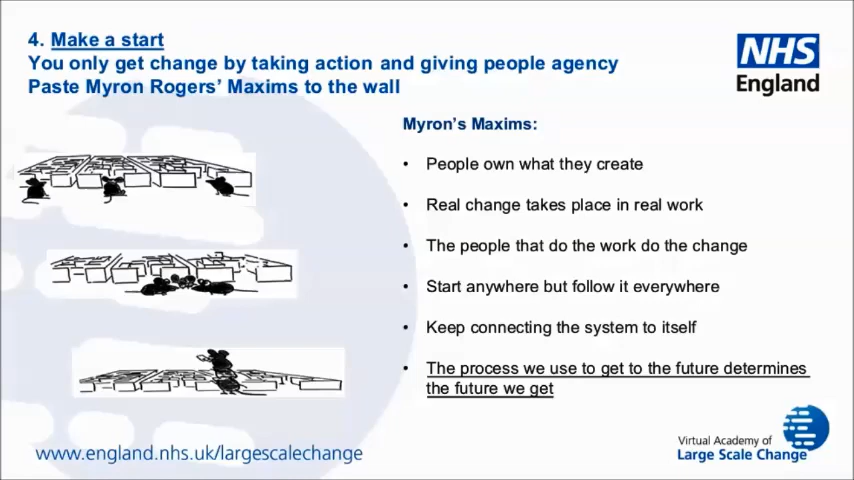 4. Make a start
You only get change by taking action and giving people agency
Paste Myron Rogers' Maxims to the wall
NHS
England
Myron's Maxims:
• People own what they create
• Real change takes place in real work
• The people that do the work do the change
• Start anywhere but follow it everywhere
• Keep connecting the system to itself
• The process we use to get to the future determines
the future we get
www.england.nhs.uk/largescalechange
Virtual Academy of
Large Scale Change